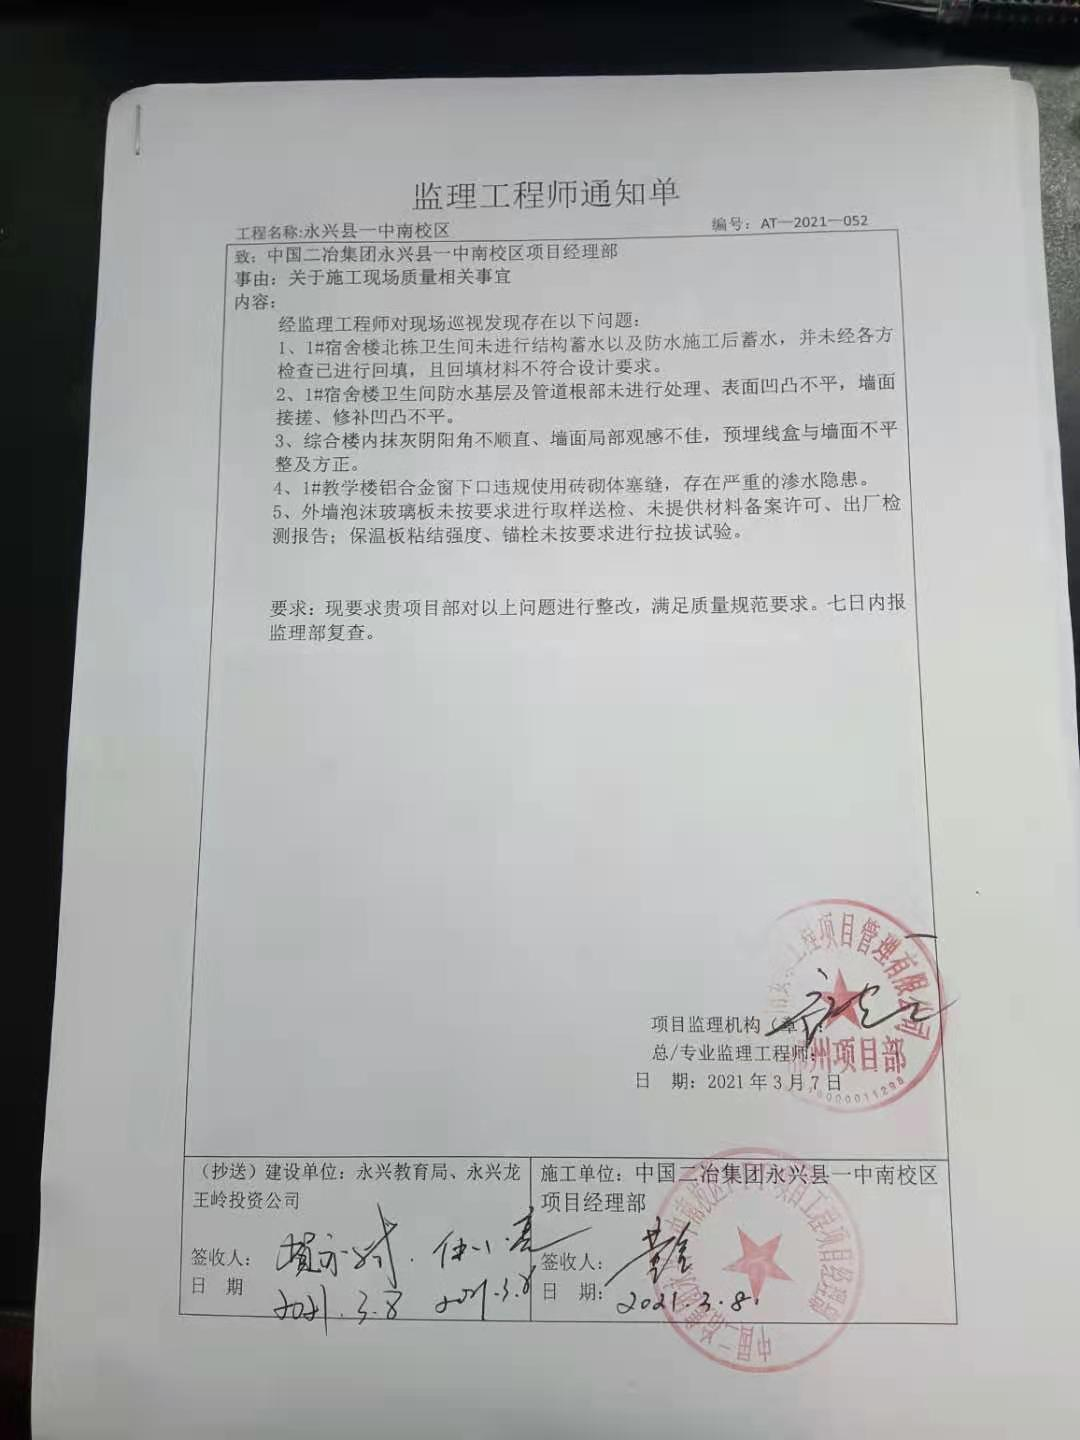 监理工程师通知单
工程名称:永兴县一中南校区 编号：AT—2021—052
致：中国二冶集团永兴县一中南校区项目经理部
事由：关于施工现场质量相关事宜
内容：
经监理工程师对现场巡视发现存在以下问题：
1、1#宿舍楼北栋卫生间未进行结构蓄水以及防水施工后蓄水，并未经各方
检查已进行回填，且回填材料不符合设计要求。
2、1#宿舍楼卫生间防水基层及管道根部未进行处理、表面凹凸不平，墙面
接搓、修补凹凸不平。
3、综合楼内抹灰阴阳角不顺直、墙面局部观感不佳，预埋线盒与墙面不平
整及方正。
4、1#教学楼铝合金窗下口违规使用砖砌体塞缝，存在严重的渗水隐患。
5、外墙泡沫玻璃板未按要求进行取样送检、未提供材料备案许可、出厂检
测报告；保温板粘结强度、锚栓未按要求进行拉拔试验。
要求：现要求贵项目部对以上问题进行整改，满足质量规范要求。七日内报
监理部复查。
工程项目管理有限公司
项目监理机构（章）：
总/专业监理工程师：
州项目部
日 期：2021年3月7日
（抄送）建设单位：永兴教育局、永兴龙
王岭投资公司
签收人：
日 期
2021.3.8 2021.3.8
施工单位：中国二冶集团永兴县一中南校区
项目经理部
签收人：
日 期：2021.3.8.